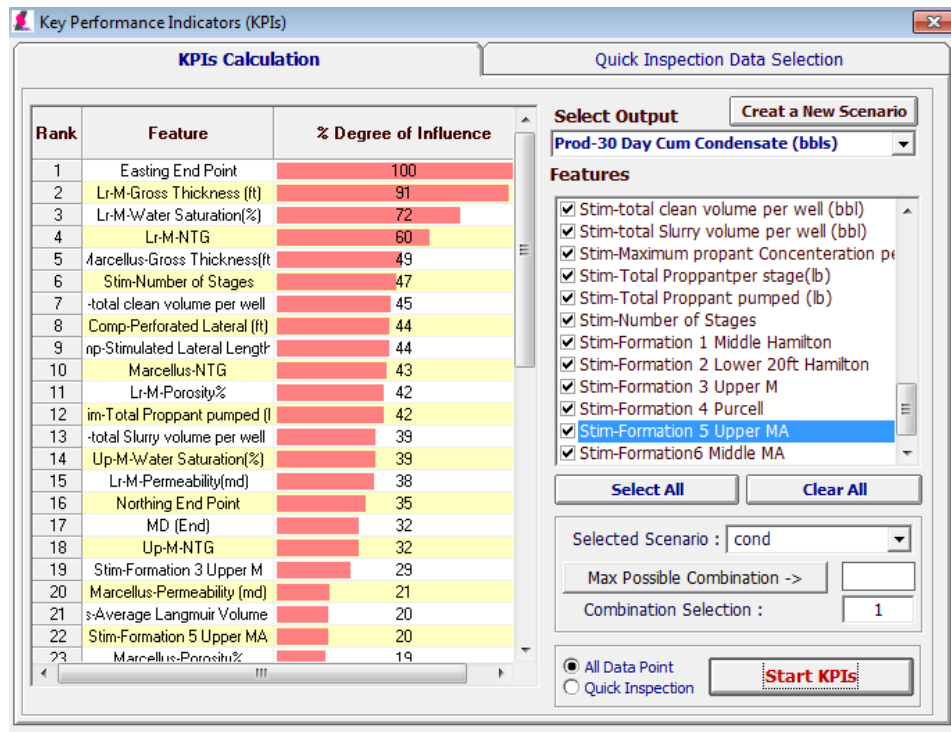 Key Performance Indicators (KPIs)
KPIs Calculation
Quick Inspection Data Selection
Rank Feature % Degree of Influence
1 Easting End Point 100
2 Lr-M-Gross Thickness (ft) 91
3 Lr-M-Water Saturation(%) 72
4 Lr-M-NTG 60
5 Marcellus-Gross Thickness(ft 49
6 Stim-Number of Stages 47
7 -total clean volume per well 45
8 Comp-Perforated Lateral (ft) 44
9 np-Stimulated Lateral Length 44
10 Marcellus-NTG 43
11 Lr-M-Porosity% 42
12 im-Total Proppant pumped (l 42
13 -total Slurry volume per well 39
14 Up-M-Water Saturation(%) 39
15 Lr-M-Permeability(md) 38
16 Northing End Point 35
17 MD (End) 32
18 Up-M-NTG 32
19 Stim-Formation 3 Upper M 29
20 Marcellus-Permeability (md) 21
21 s-Average Langmuir Volume 20
22 Stim-Formation 5 Upper MA 20
23 Marcellus-Porosity% 19
Select Output
Creat a New Scenario
Prod-30 Day Cum Condensate (bbls)
Features
Stim-total clean volume per well (bbl)
Stim-total Slurry volume per well (bbl)
Stim-Maximum propant Concenteration pe
Stim-Total Proppantper stage(lb)
Stim-Total Proppant pumped (lb)
Stim-Number of Stages
Stim-Formation 1 Middle Hamilton
Stim-Formation 2 Lower 20ft Hamilton
Stim-Formation 3 Upper M
Stim-Formation 4 Purcell
Stim-Formation 5 Upper MA
Stim-Formation6 Middle MA
Select All
Clear All
Selected Scenario : cond
Max Possible Combination ->
Combination Selection : 1
All Data Point
Quick Inspection
Start KPIs